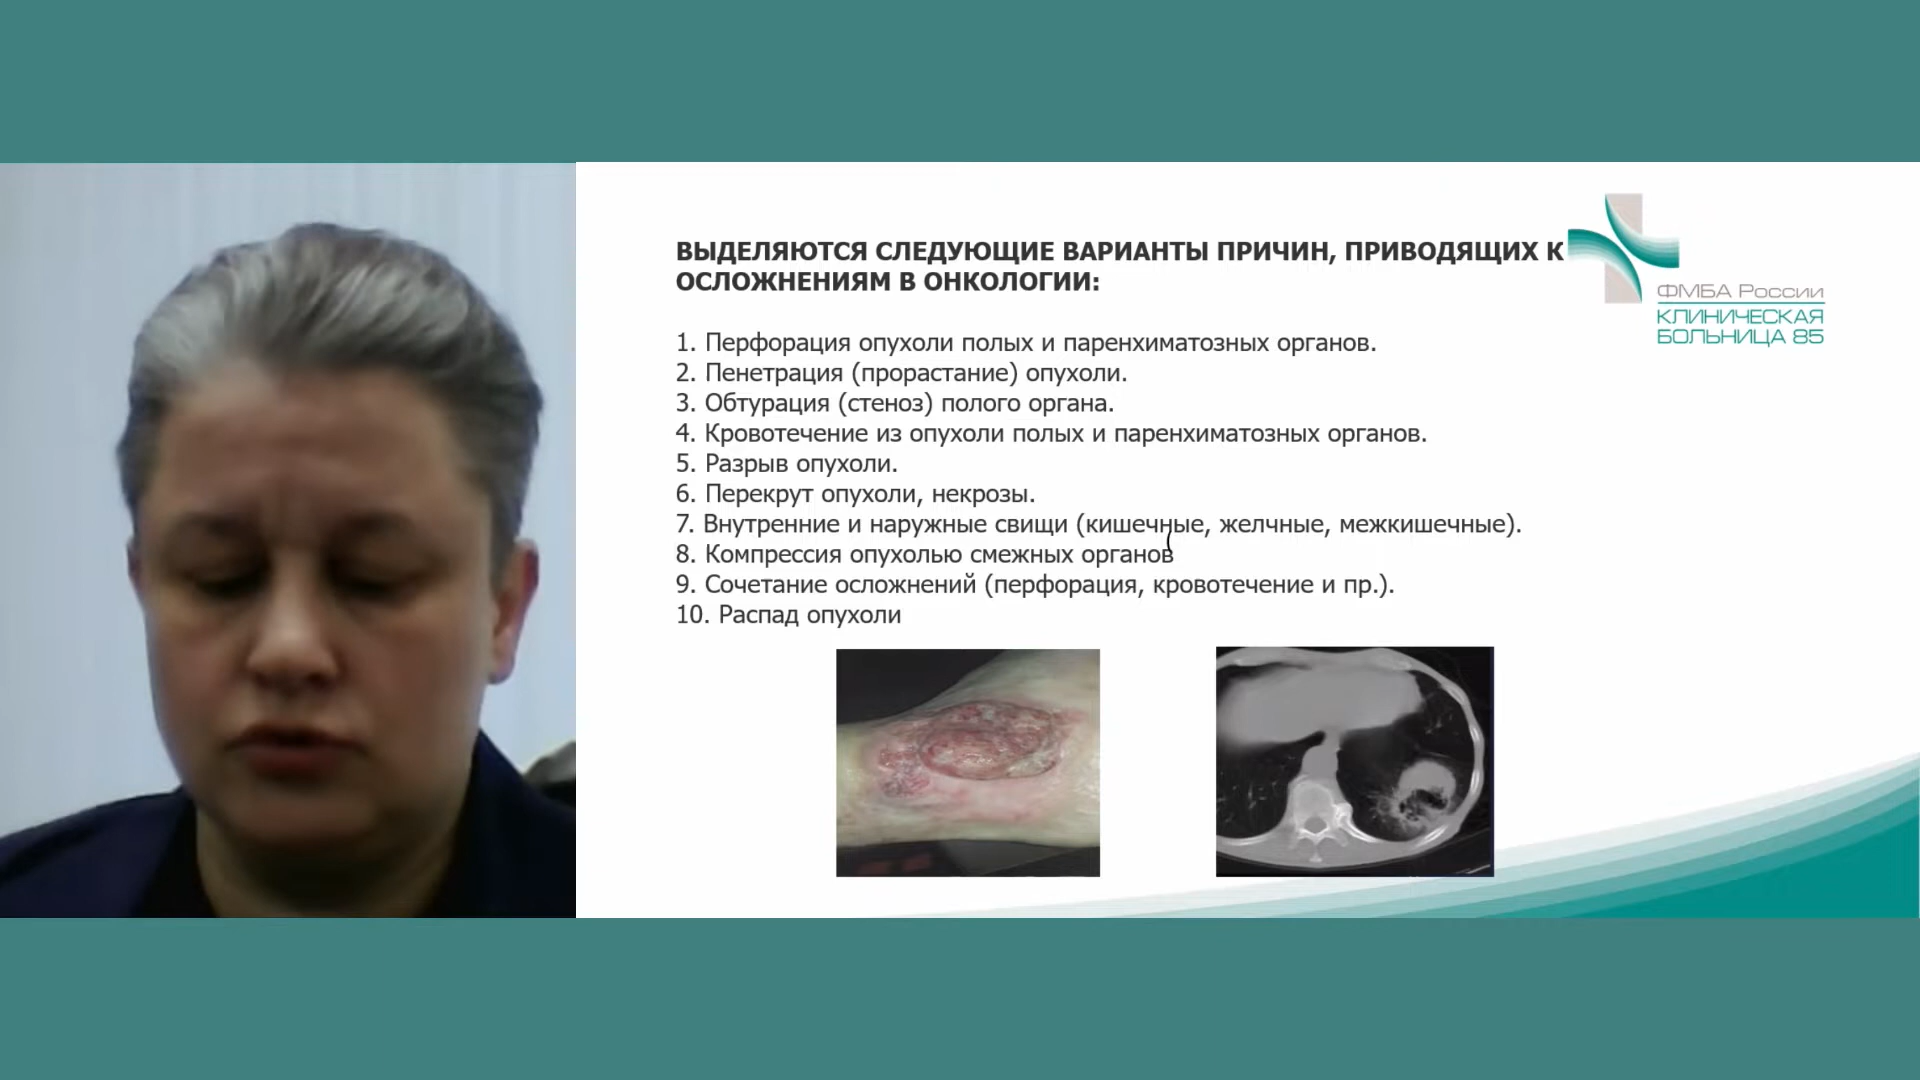 ВЫДЕЛЯЮТСЯ СЛЕДУЮЩИЕ ВАРИАНТЫ ПРИЧИН, ПРИВОДЯЩИХ К
ОСЛОЖНЕНИЯМ В ОНКОЛОГИИ:
ФМБА России
КЛИНИЧЕСКАЯ
БОЛЬНИЦА 85
1. Перфорация опухоли полых и паренхиматозных органов.
2. Пенетрация (прорастание) опухоли.
3. Обтурация (стеноз) полого органа.
4. Кровотечение из опухоли полых и паренхиматозных органов.
5. Разрыв опухоли.
6. Перекрут опухоли, некрозы.
7. Внутренние и наружные свищи (кишечные, желчные, межкишечные).
8. Компрессия опухолью смежных органов
9. Сочетание осложнений (перфорация, кровотечение и пр.).
10. Распад опухоли